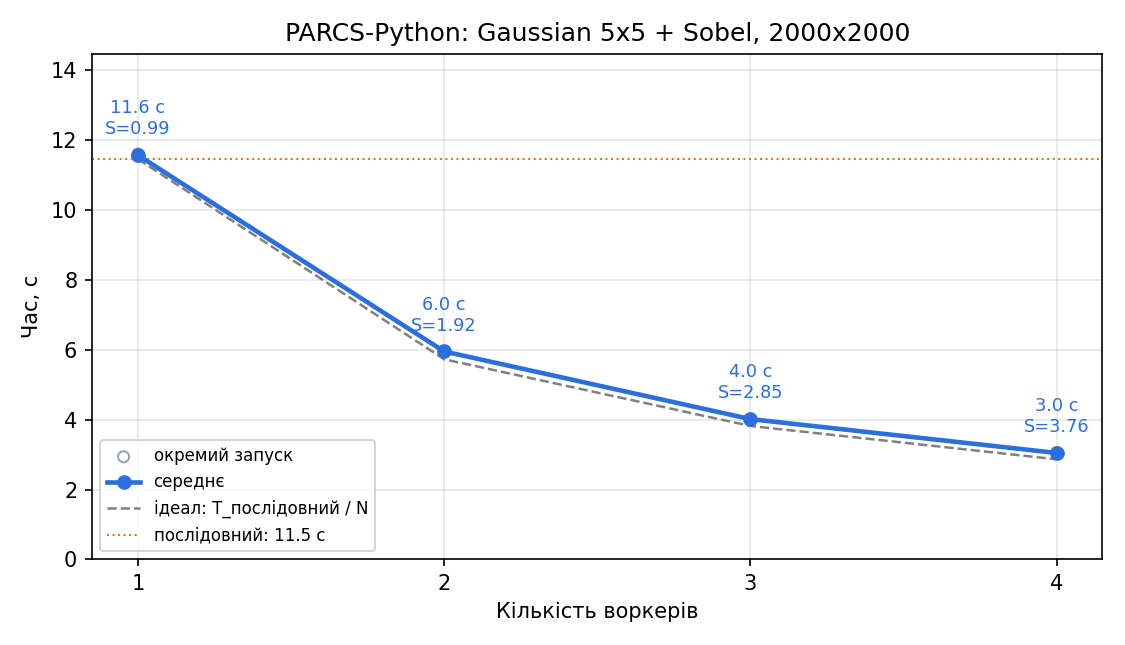 PARCS-Python: Gaussian 5x5 + Sobel, 2000x2000
Час, с
14
12
10
8
6
4
2
0
11.6 с
S=0.99
6.0 с
S=1.92
4.0 с
S=2.85
3.0 с
S=3.76
окремий запуск
середнє
ідеал: T_послідовний / N
послідовний: 11.5 с
1
2
3
4
Кількість воркерів